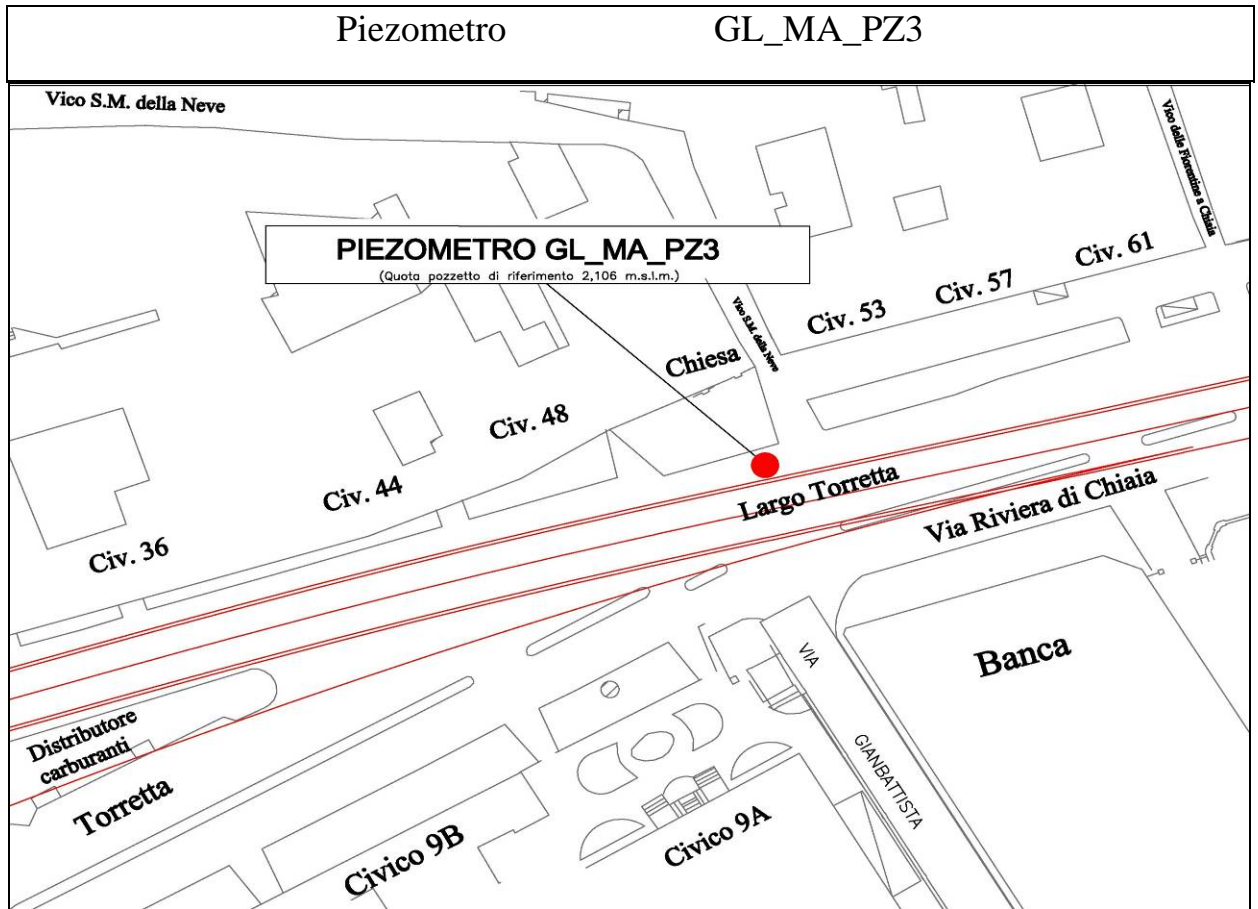 Piezometro GL_MA_PZ3
Vico S.M. della Neve
Vico delle Fiorentine a Chiaia
PIEZOMETRO GL_MA_PZ3
(Quota pozzetto di riferimento 2,106 m.s.l.m.)
Civ. 61
Civ. 57
Civ. 53
Vico S.M. della Neve
Chiesa
Civ. 48
Civ. 44
Civ. 36
Largo Torretta
Via Riviera di Chiaia
Banca
VIA
GIANBATTISTA
Distributore
carburanti
Torretta
Civico 9B
Civico 9A